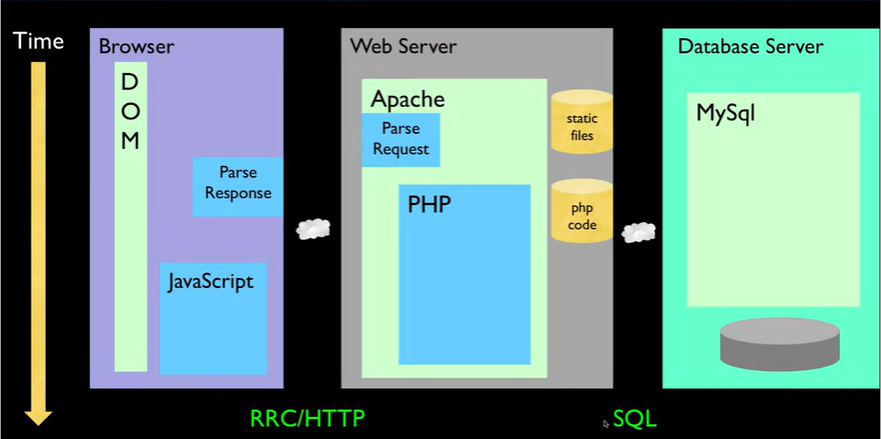 Time
Browser
D
O
M
Parse
Response
JavaScript
Web Server
Apache
Parse
Request
PHP
static
files
php
code
Database Server
MySql
RRC/HTTP
SQL